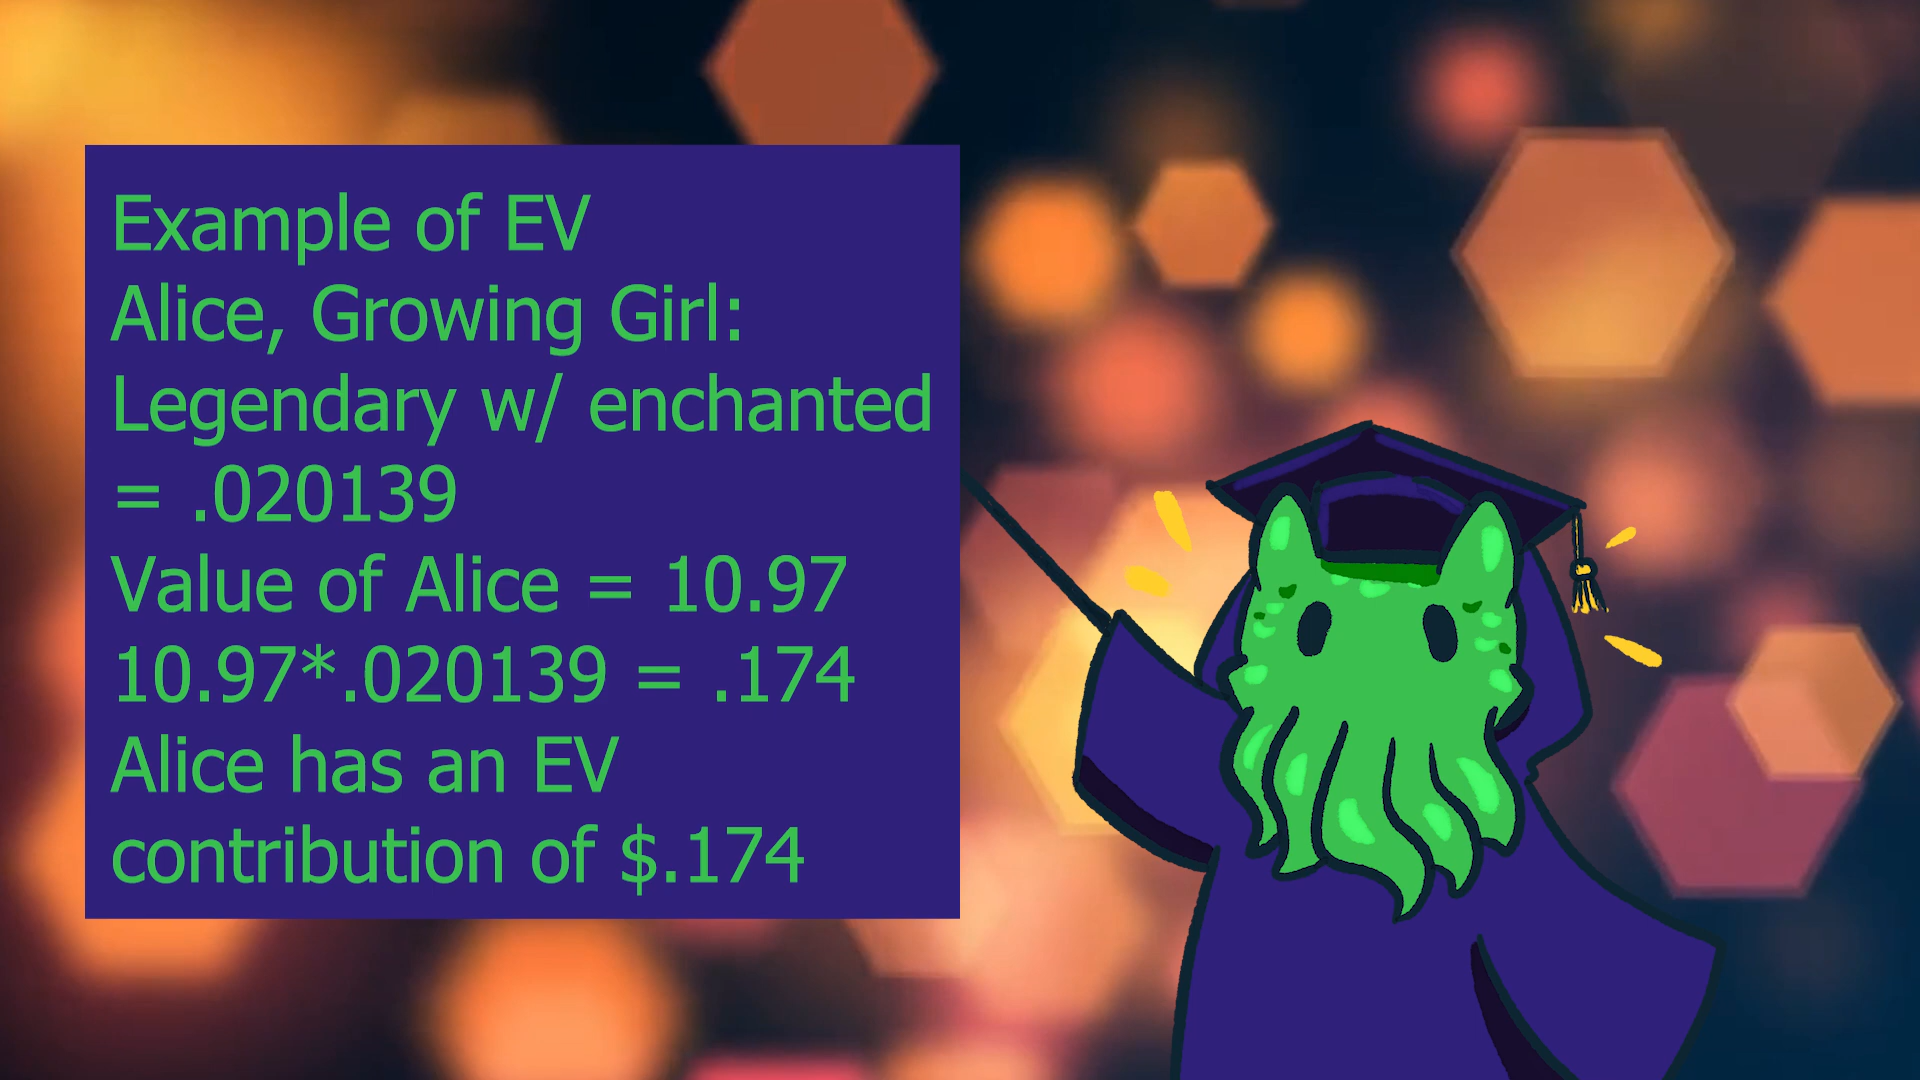 Example of EV
Alice, Growing Girl:
Legendary w/ enchanted
= .020139
Value of Alice = 10.97
10.97*.020139 = .174
Alice has an EV
contribution of $.174